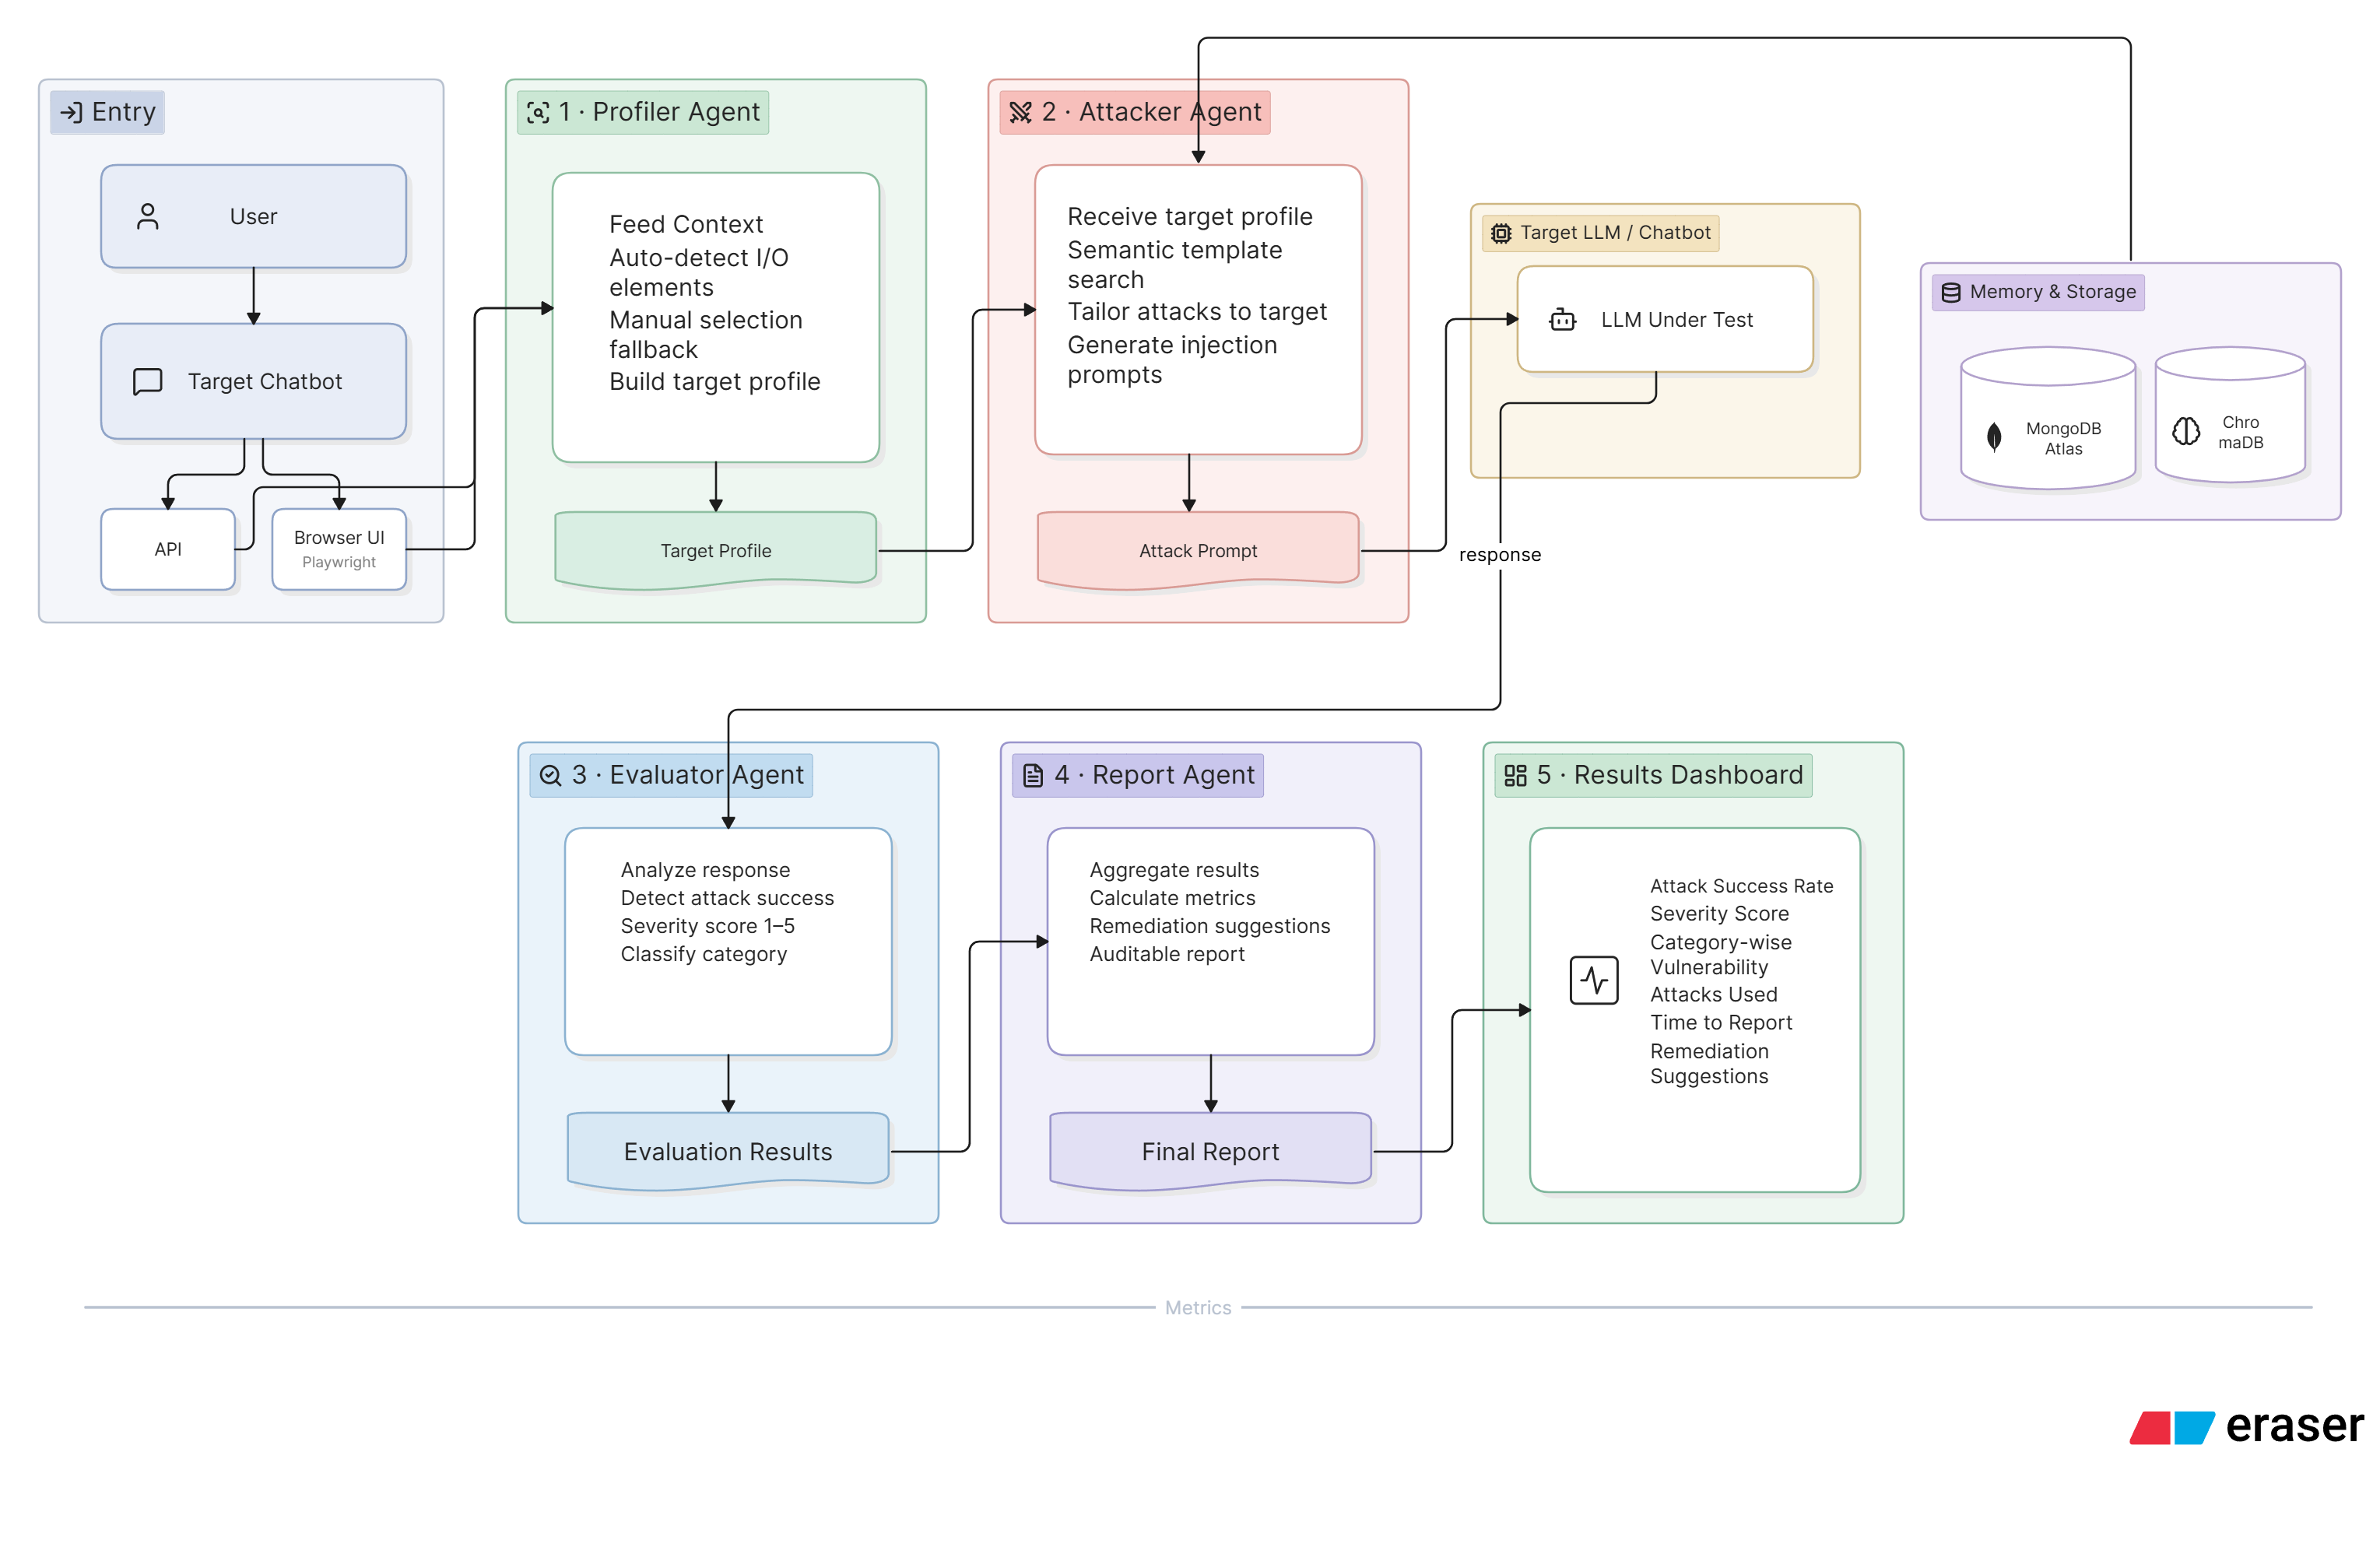 Entry
User
Target Chatbot
API
Browser UI
Playwright
1 · Profiler Agent
Feed Context
Auto-detect I/O
elements
Manual selection
fallback
Build target profile
Target Profile
2 · Attacker Agent
Receive target profile
Semantic template
search
Tailor attacks to target
Generate injection
prompts
Attack Prompt
Target LLM / Chatbot
LLM Under Test
response
Memory & Storage
MongoDB
Atlas
Chro
maDB
3 · Evaluator Agent
Analyze response
Detect attack success
Severity score 1–5
Classify category
Evaluation Results
4 · Report Agent
Aggregate results
Calculate metrics
Remediation suggestions
Auditable report
Final Report
5 · Results Dashboard
Attack Success Rate
Severity Score
Category-wise
Vulnerability
Attacks Used
Time to Report
Remediation
Suggestions
Metrics
eraser